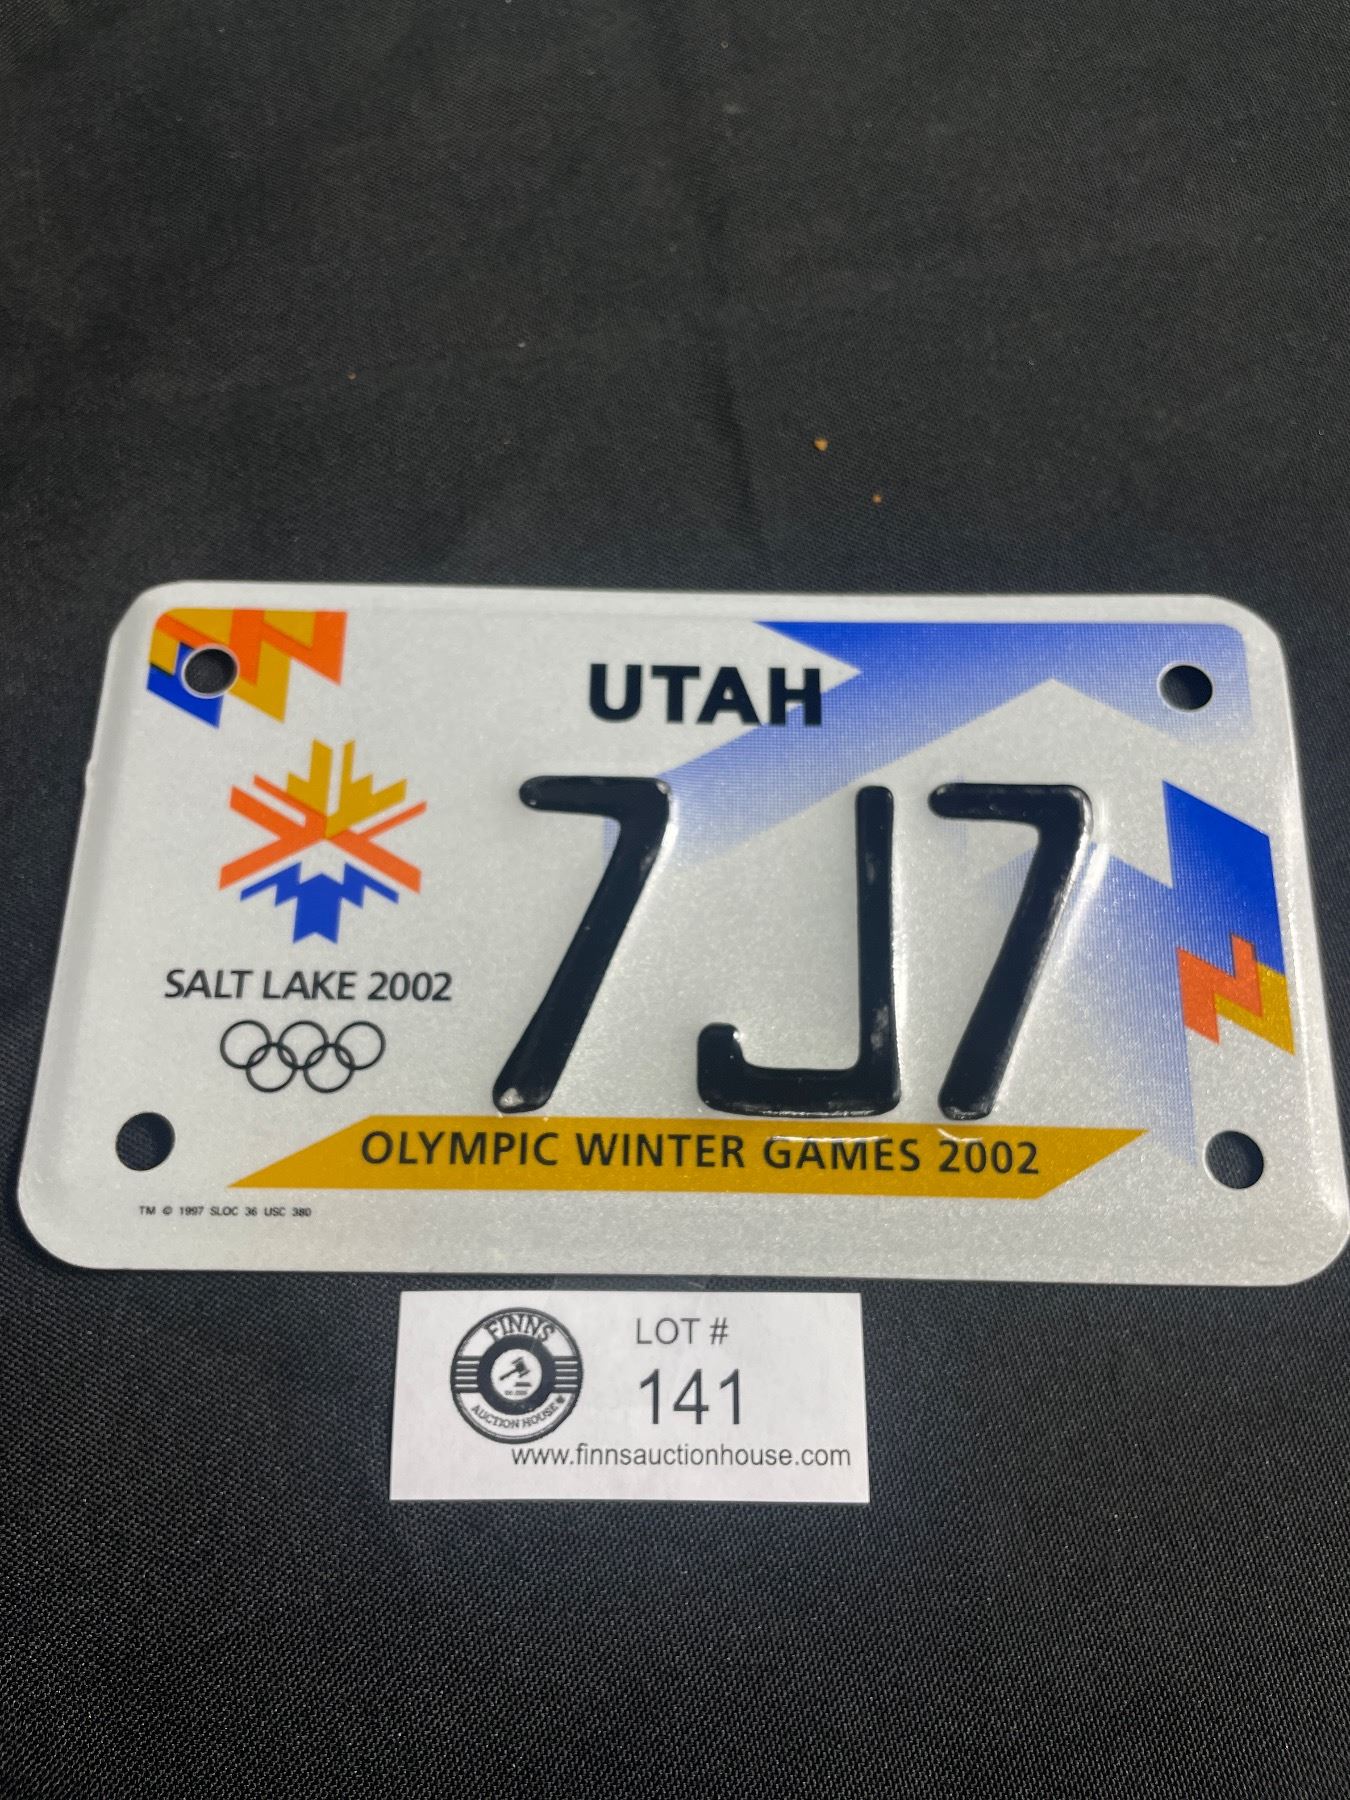 UTAH
7J7
SALT LAKE 2002
OLYMPIC WINTER GAMES 2002
TM © 1997 SLOC 36 USC 380
FINNS
AUCTION HOUSE
LOT #
141
www.finnsauctionhouse.com